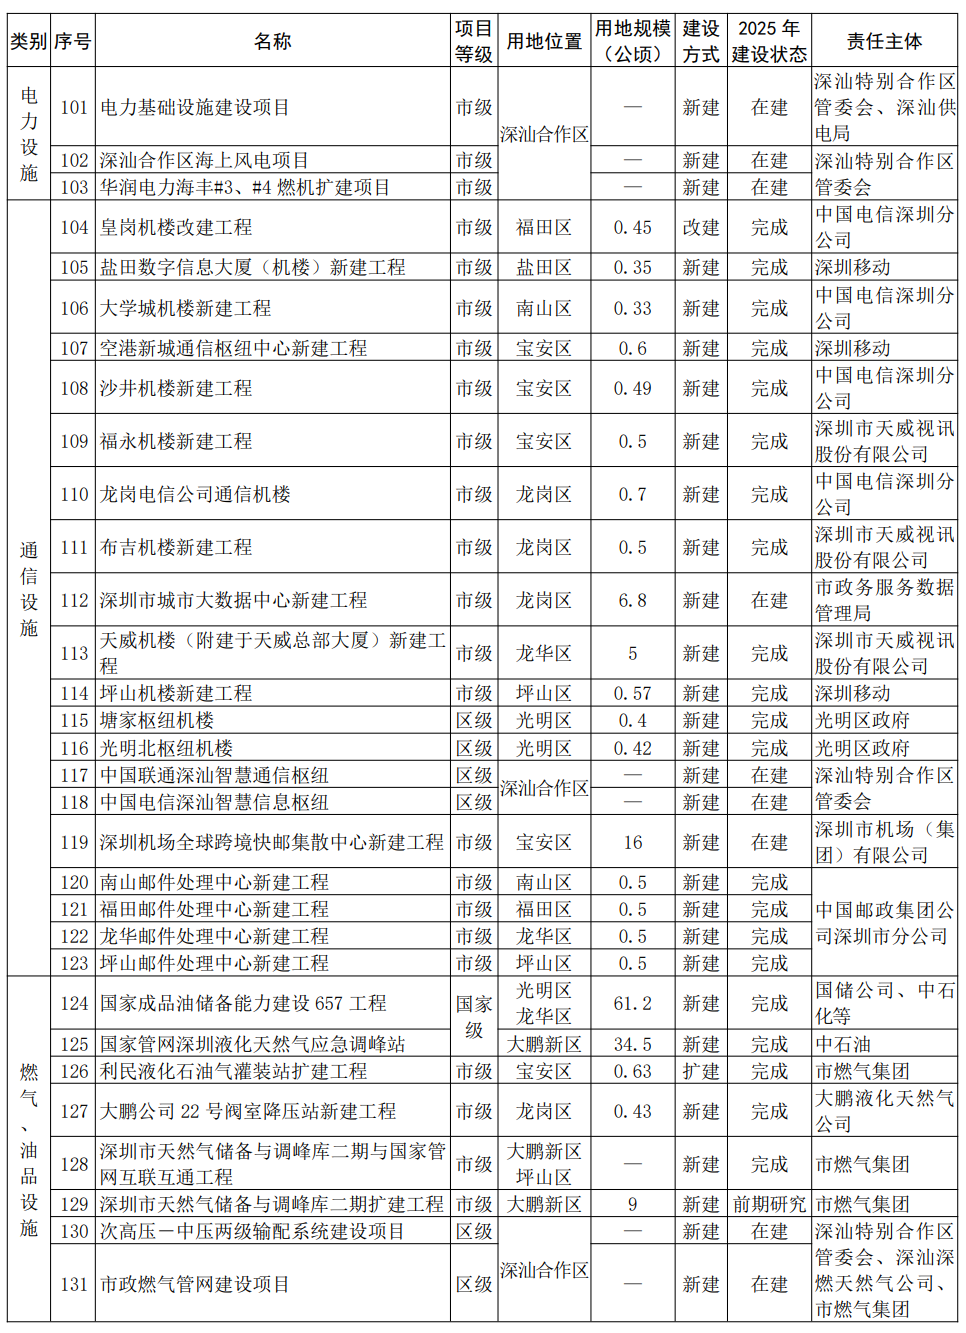 类别 序号 名称 项目等级 用地位置 用地规模（公顷） 建设方式 2025 年建设状态 责任主体
电力设施
101 电力基础设施建设项目 市级 深汕合作区 — 新建 在建 深汕特别合作区管委会、深汕供电局
102 深汕合作区海上风电项目 市级 — 新建 在建 深汕特别合作区管委会
103 华润电力海丰#3、#4 燃机扩建项目 市级 — 新建 在建
通信设施
104 皇岗机楼改建工程 市级 福田区 0.45 改建 完成 中国电信深圳分公司
105 盐田数字信息大厦（机楼）新建工程 市级 盐田区 0.35 新建 完成 深圳移动
106 大学城机楼新建工程 市级 南山区 0.33 新建 完成 中国电信深圳分公司
107 空港新城通信枢纽中心新建工程 市级 宝安区 0.6 新建 完成 深圳移动
108 沙井机楼新建工程 市级 宝安区 0.49 新建 完成 中国电信深圳分公司
109 福永机楼新建工程 市级 宝安区 0.5 新建 完成 深圳市天威视讯股份有限公司
110 龙岗电信公司通信机楼 市级 龙岗区 0.7 新建 完成 中国电信深圳分公司
111 布吉机楼新建工程 市级 龙岗区 0.5 新建 完成 深圳市天威视讯股份有限公司
112 深圳市城市大数据中心新建工程 市级 龙岗区 6.8 新建 在建 市政务服务数据管理局
113 天威机楼（附建于天威总部大厦）新建工程 市级 龙华区 5 新建 完成 深圳市天威视讯股份有限公司
114 坪山机楼新建工程 市级 坪山区 0.57 新建 完成 深圳移动
115 塘家枢纽机楼 区级 光明区 0.4 新建 完成 光明区政府
116 光明北枢纽机楼 区级 光明区 0.42 新建 完成 光明区政府
117 中国联通深汕智慧通信枢纽 区级 深汕合作区 — 新建 在建 深汕特别合作区管委会
118 中国电信深汕智慧信息枢纽 区级 — 新建 在建
119 深圳机场全球跨境快邮集散中心新建工程 市级 宝安区 16 新建 在建 深圳市机场（集团）有限公司
120 南山邮件处理中心新建工程 市级 南山区 0.5 新建 完成 中国邮政集团公司深圳市分公司
121 福田邮件处理中心新建工程 市级 福田区 0.5 新建 完成
122 龙华邮件处理中心新建工程 市级 龙华区 0.5 新建 完成
123 坪山邮件处理中心新建工程 市级 坪山区 0.5 新建 完成
燃气、油品设施
124 国家成品油储备能力建设 657 工程 国家级 光明区 龙华区 61.2 新建 完成 国储公司、中石化等
125 国家管网深圳液化天然气应急调峰站 大鹏新区 34.5 新建 完成 中石油
126 利民液化石油气灌装站扩建工程 市级 宝安区 0.63 扩建 完成 市燃气集团
127 大鹏公司 22 号阀室降压站新建工程 市级 龙岗区 0.43 新建 完成 大鹏液化天然气公司
128 深圳市天然气储备与调峰库二期与国家管网互联互通工程 市级 大鹏新区 坪山区 — 新建 完成 市燃气集团
129 深圳市天然气储备与调峰库二期扩建工程 市级 大鹏新区 9 新建 前期研究 市燃气集团
130 次高压－中压两级输配系统建设项目 区级 深汕合作区 — 新建 在建 深汕特别合作区管委会、深汕深燃天然气公司、市燃气集团
131 市政燃气管网建设项目 区级 — 新建 在建